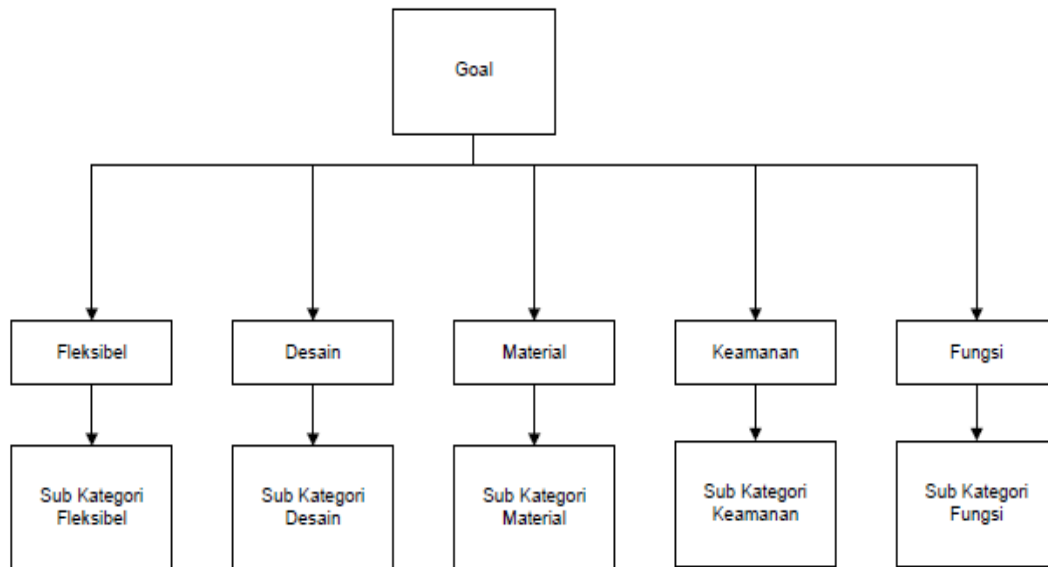 Goal
Fleksibel
Desain
Material
Keamanan
Fungsi
Sub Kategori
Fleksibel
Sub Kategori
Desain
Sub Kategori
Material
Sub Kategori
Keamanan
Sub Kategori
Fungsi